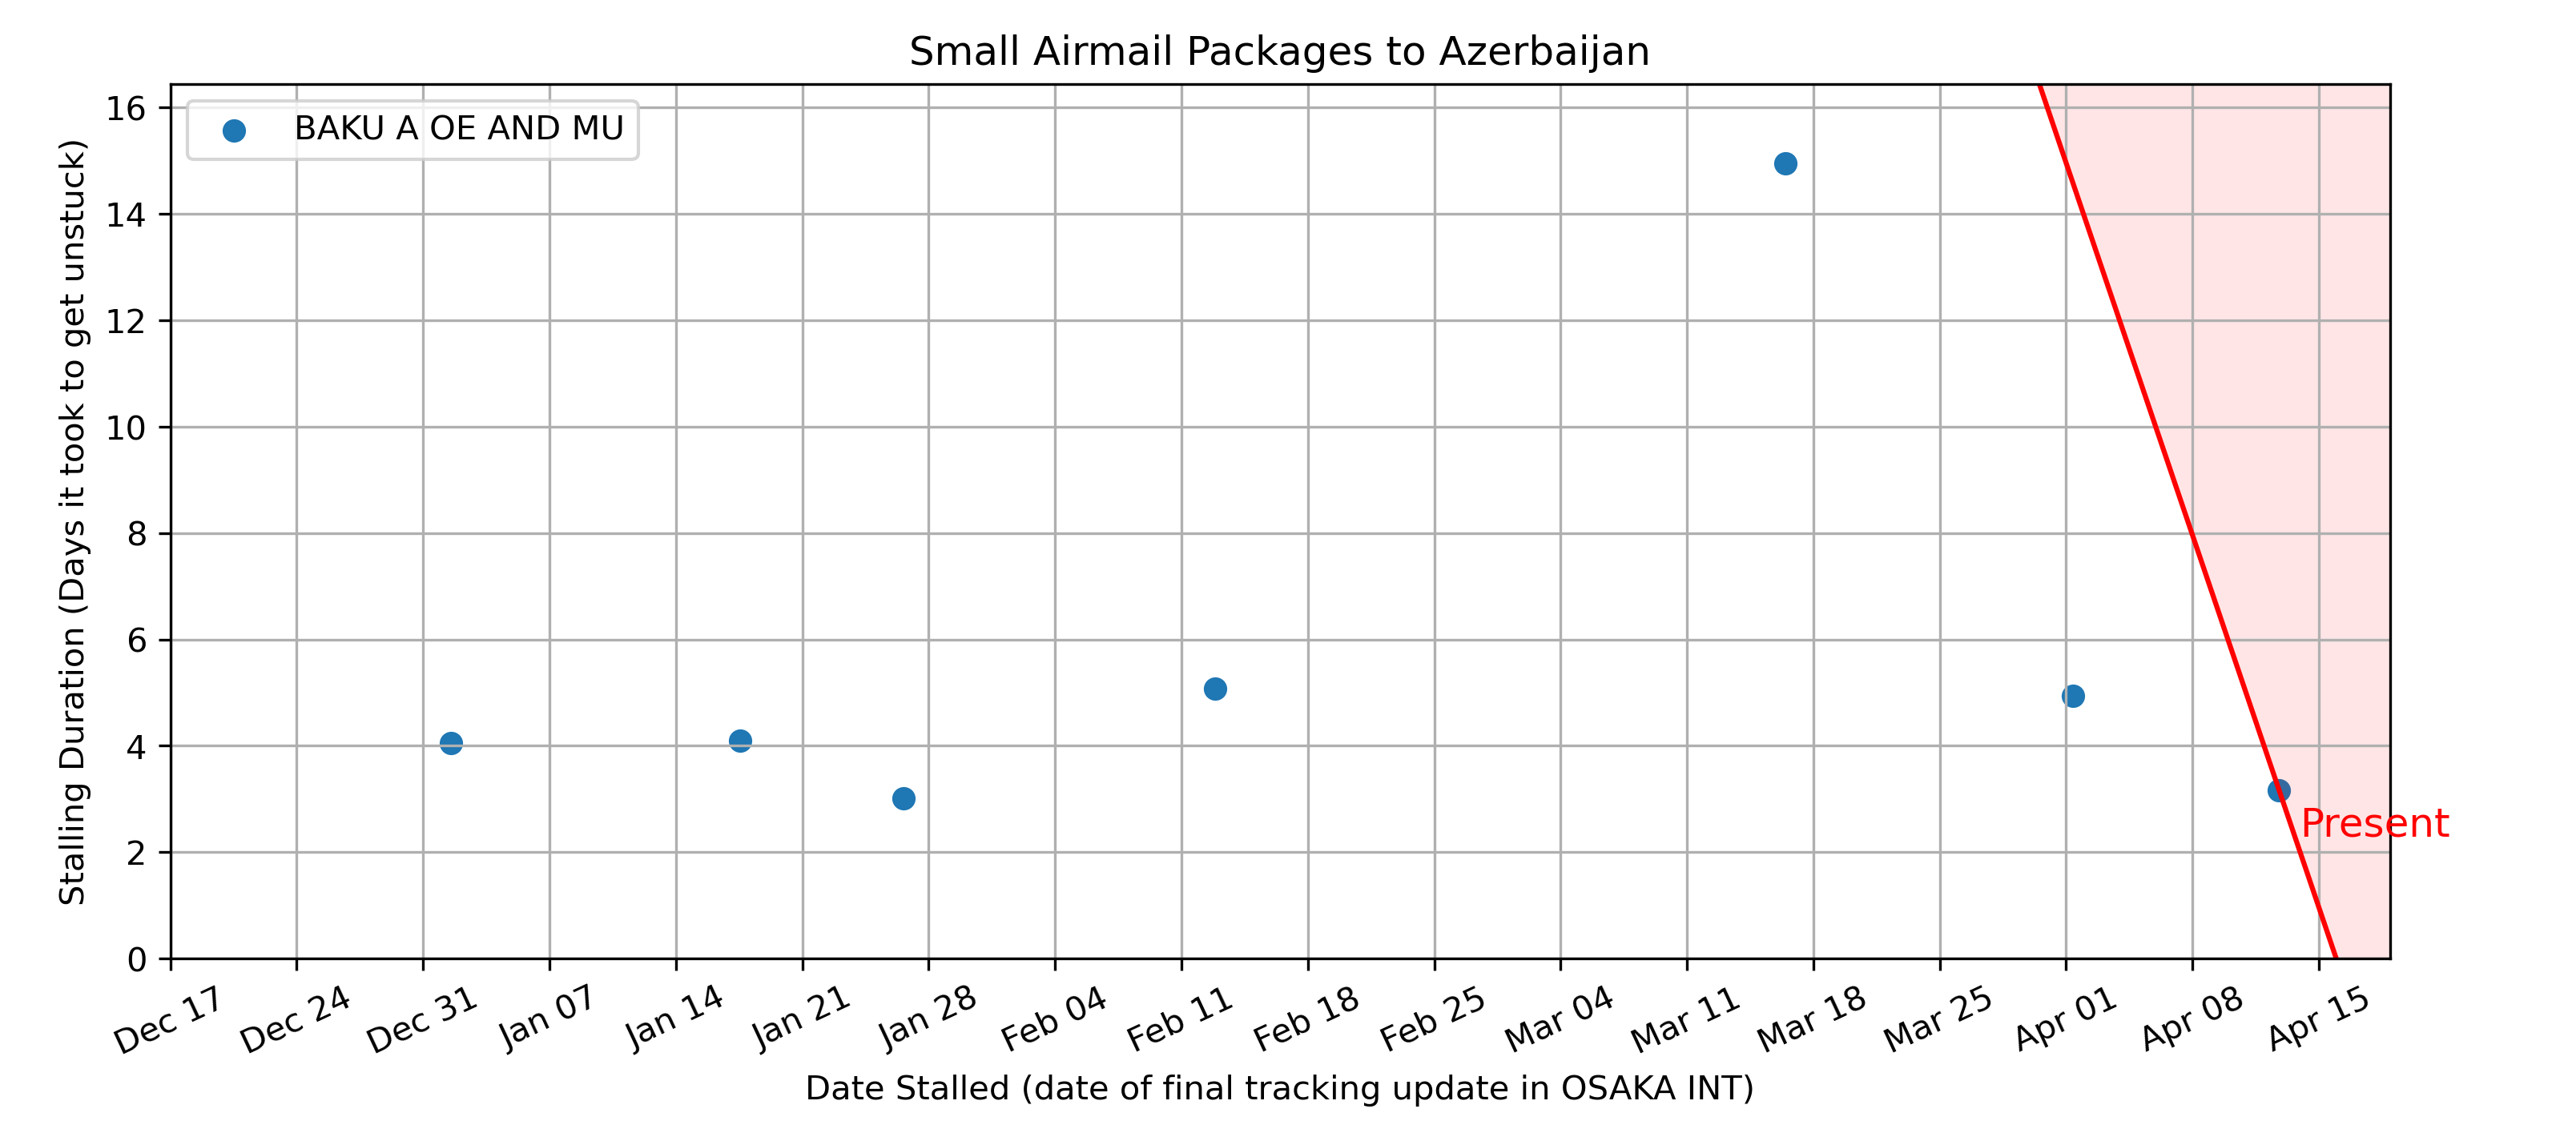 Small Airmail Packages to Azerbaijan
BAKU A OE AND MU
Stalling Duration (Days it took to get unstuck)
16
14
12
10
8
6
4
2
0
Present
Dec 17
Dec 24
Dec 31
Jan 07
Jan 14
Jan 21
Jan 28
Feb 04
Feb 11
Feb 18
Feb 25
Mar 04
Mar 11
Mar 18
Mar 25
Apr 01
Apr 08
Apr 15
Date Stalled (date of final tracking update in OSAKA INT)